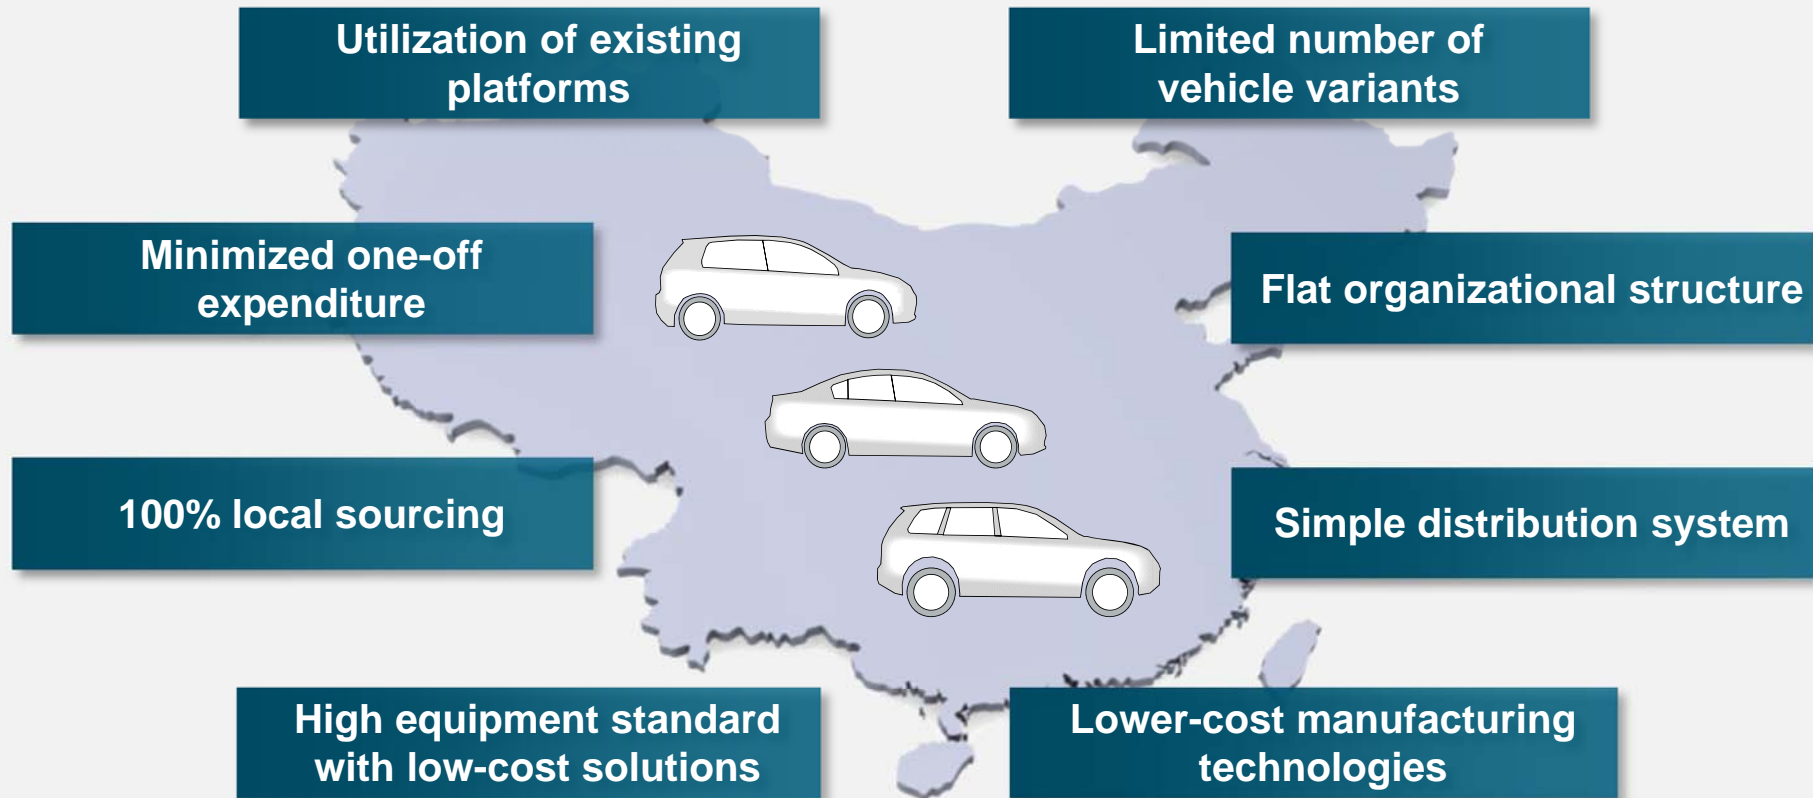 Utilization of existing
platforms
Limited number of
vehicle variants
Minimized one-off
expenditure
Flat organizational structure
100% local sourcing
Simple distribution system
High equipment standard
with low-cost solutions
Lower-cost manufacturing
technologies